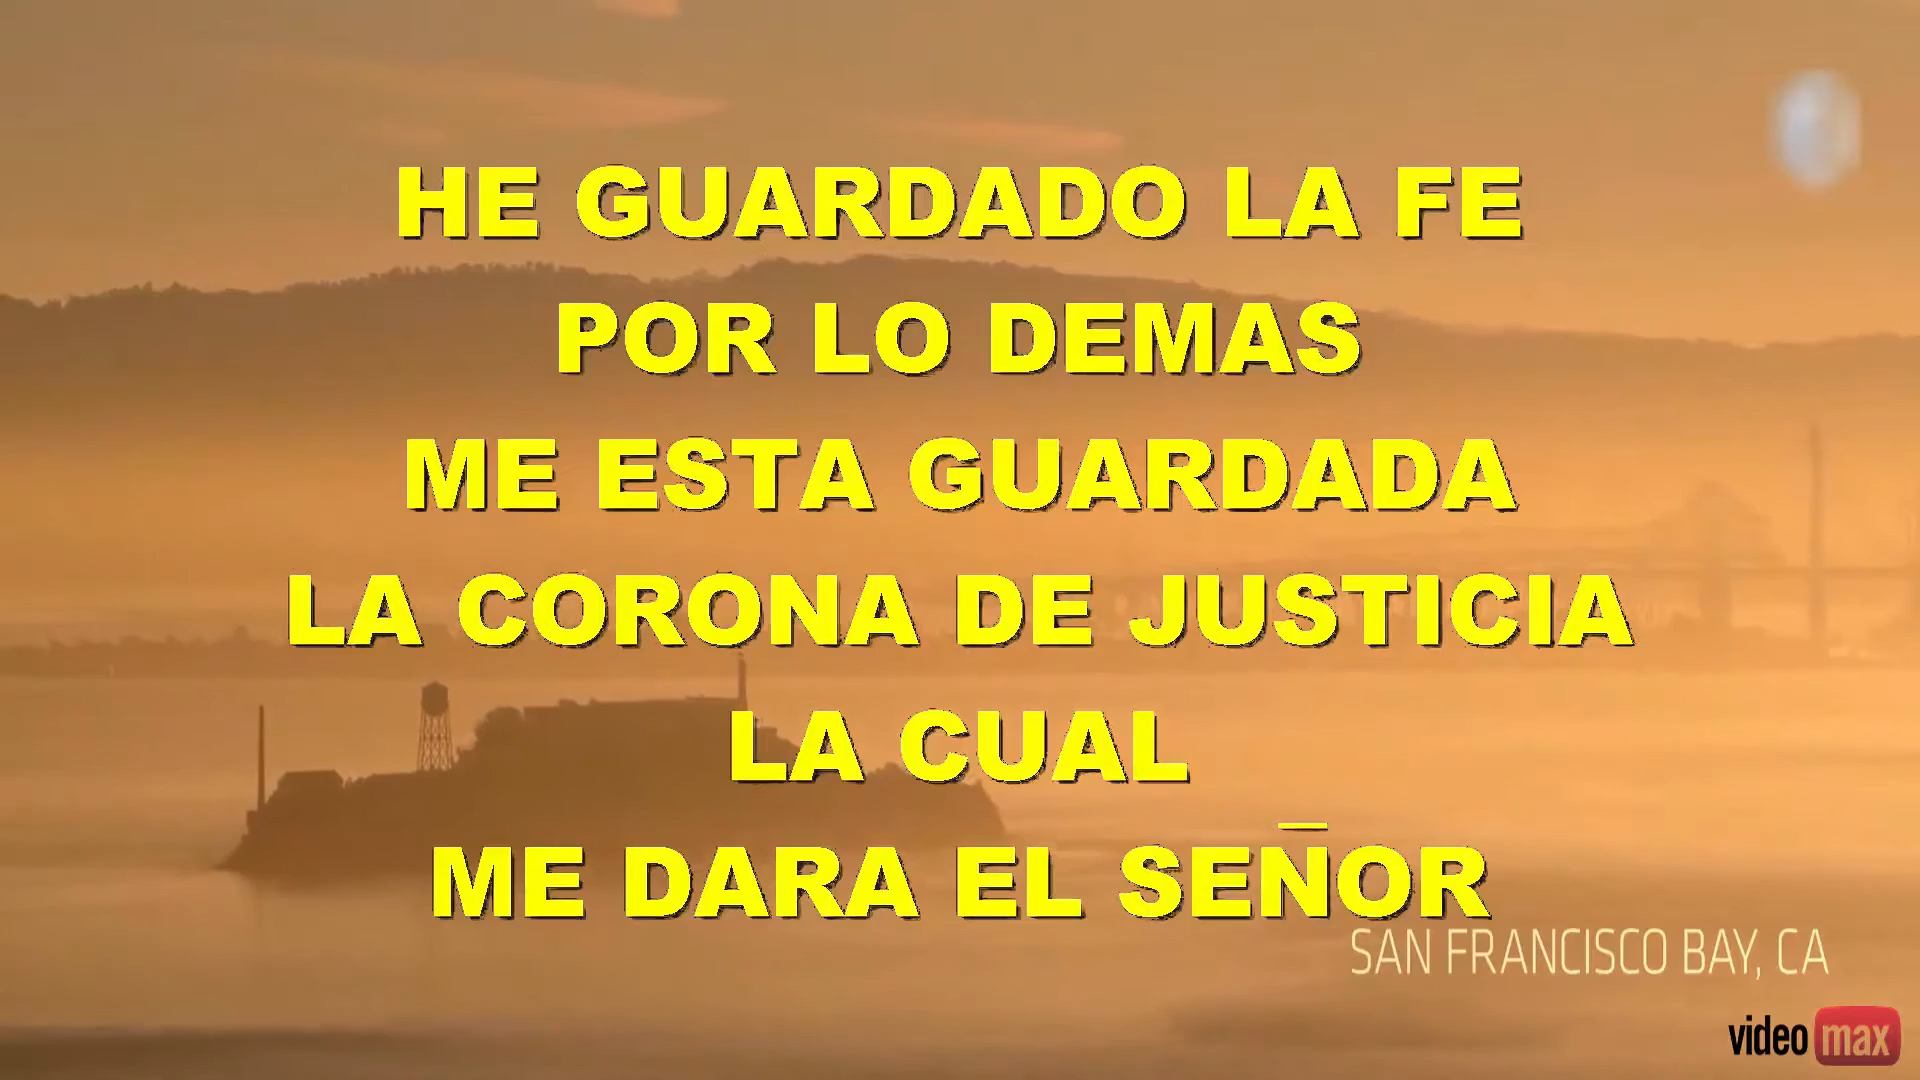 HE GUARDADO LA FE
POR LO DEMAS
ME ESTA GUARDADA
LA CORONA DE JUSTICIA
LA CUAL
ME DARA EL SEÑOR
SAN FRANCISCO BAY, CA
video max